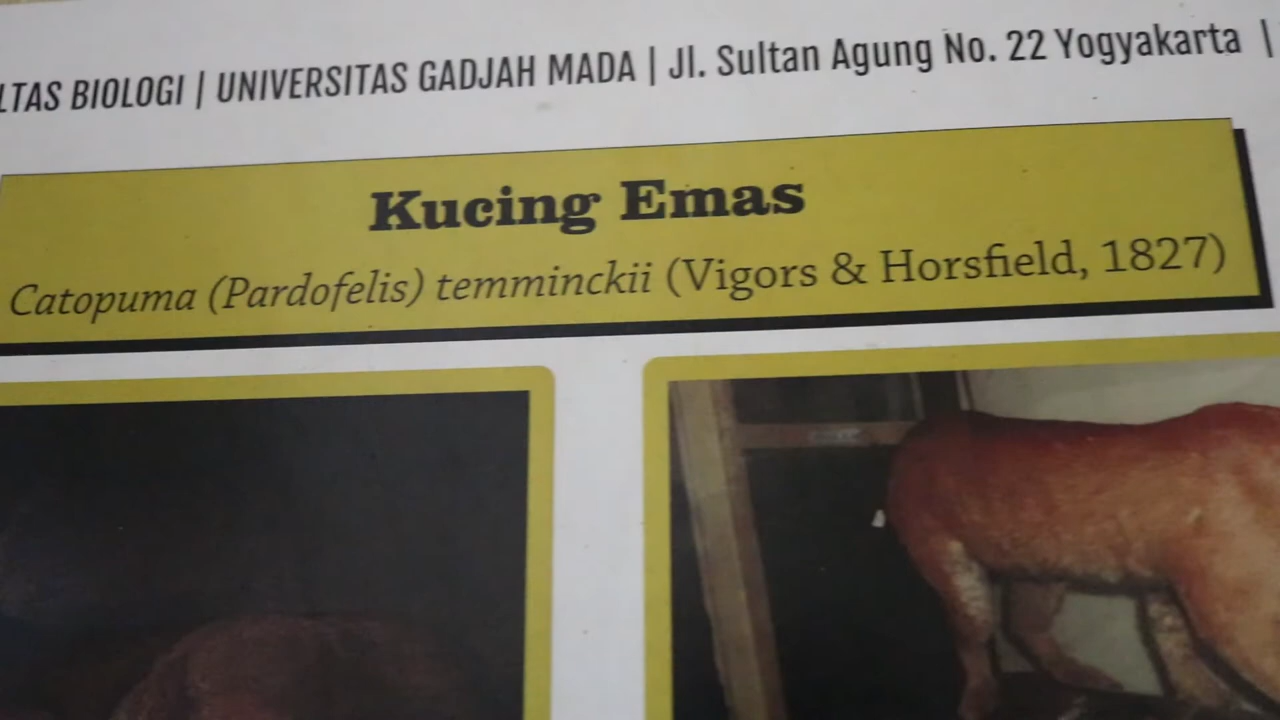 LTAS BIOLOGI | UNIVERSITAS GADJAH MADA | Jl. Sultan Agung No. 22 Yogyakarta |
Kucing Emas
Catopuma (Pardofelis) temminckii (Vigors & Horsfield, 1827)